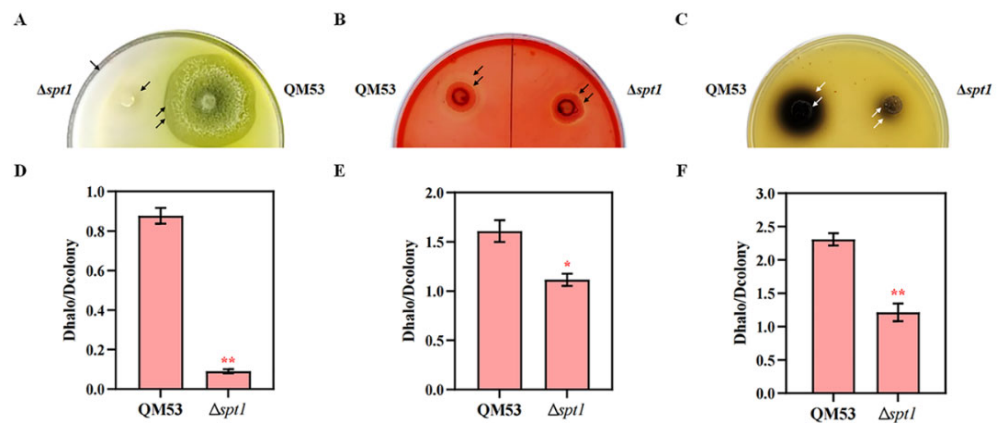 A
B
C
Δspt1
QM53
QM53
Δspt1
QM53
Δspt1
D
E
F
Dhalo/Dcolony
1.0
0.8
0.6
0.4
0.2
0.0
**
QM53
Δspt1
Dhalo/Dcolony
2.0
1.5
1.0
0.5
0.0
*
QM53
Δspt1
Dhalo/Dcolony
3.0
2.5
2.0
1.5
1.0
0.5
0.0
**
QM53
Δspt1